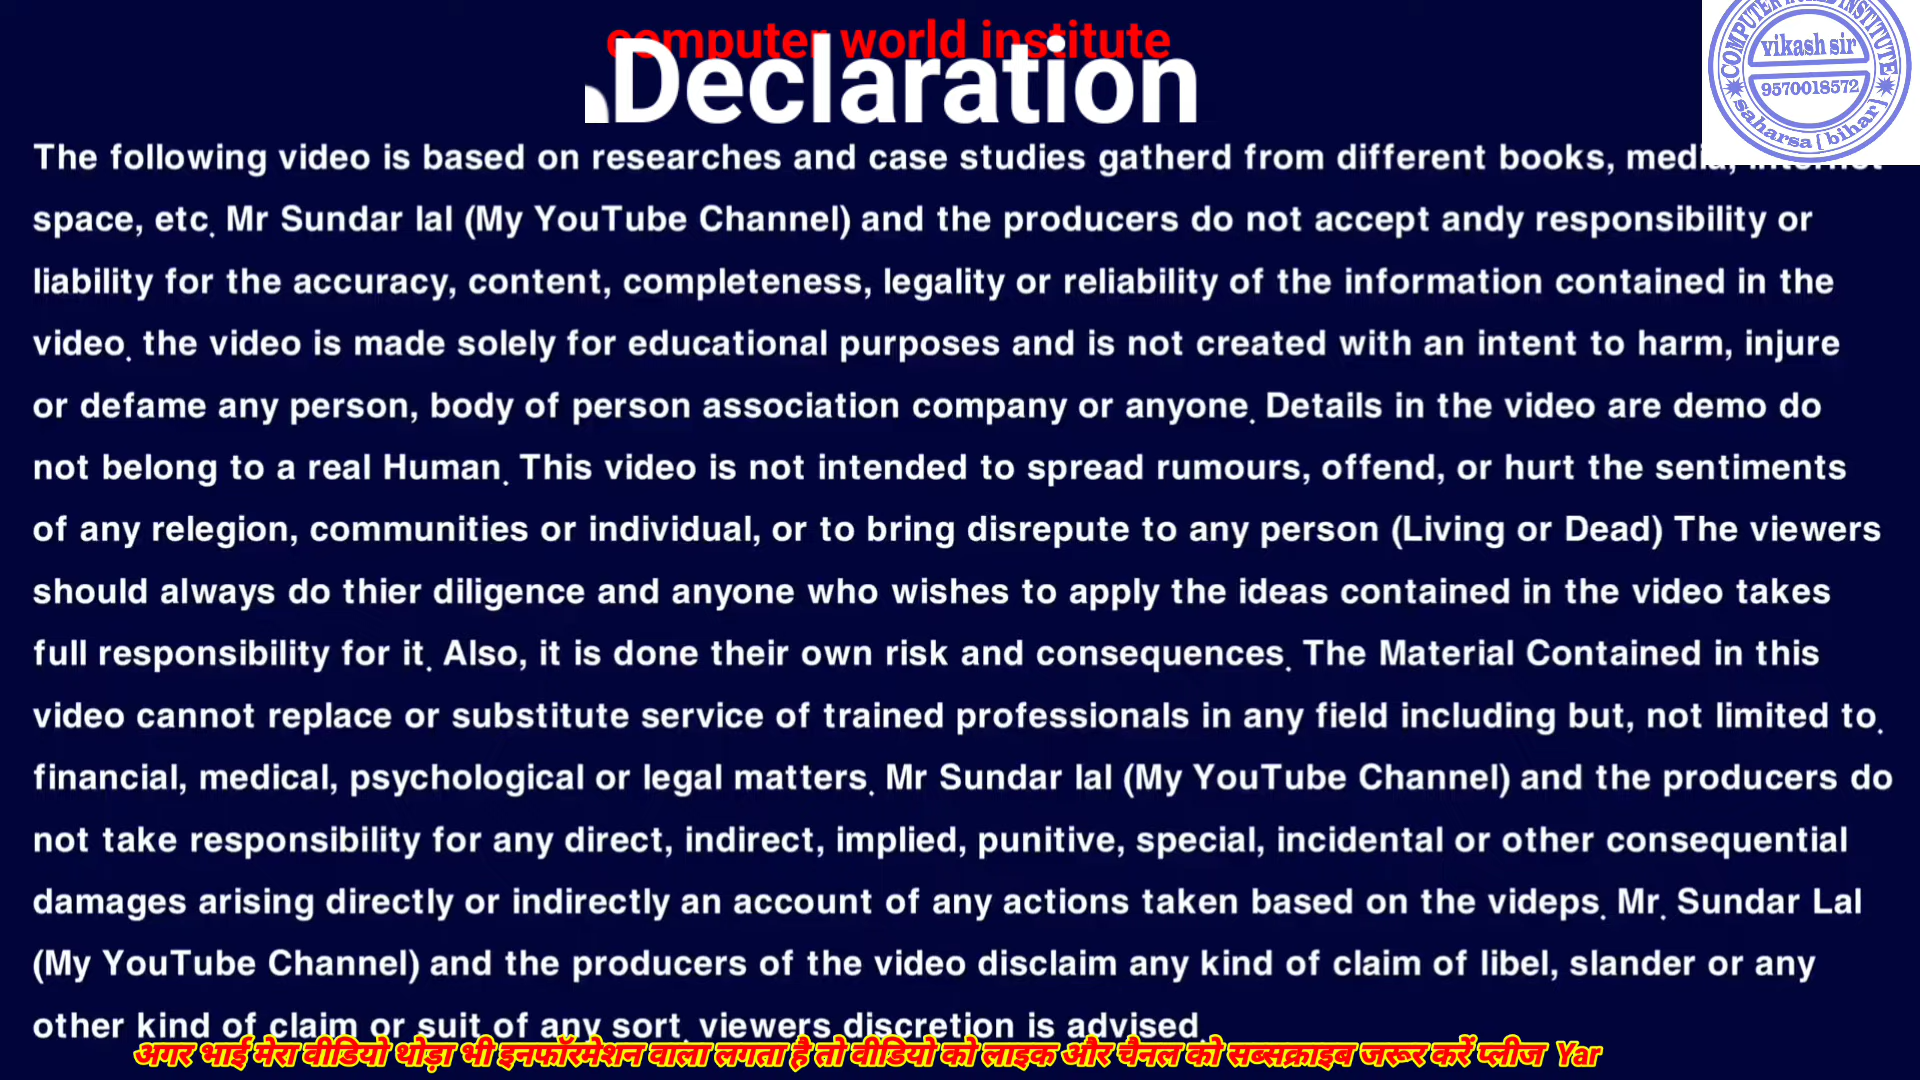 computer world institute
Declaration
COMPUTER WORLD INSTITUTE
vikash sir
9570018572
saharsa [ bihar ]
The following video is based on researches and case studies gatherd from different books, media, internet
space, etc. Mr Sundar lal (My YouTube Channel) and the producers do not accept andy responsibility or
liability for the accuracy, content, completeness, legality or reliability of the information contained in the
video. the video is made solely for educational purposes and is not created with an intent to harm, injure
or defame any person, body of person association company or anyone. Details in the video are demo do
not belong to a real Human. This video is not intended to spread rumours, offend, or hurt the sentiments
of any relegion, communities or individual, or to bring disrepute to any person (Living or Dead) The viewers
should always do thier diligence and anyone who wishes to apply the ideas contained in the video takes
full responsibility for it. Also, it is done their own risk and consequences. The Material Contained in this
video cannot replace or substitute service of trained professionals in any field including but, not limited to.
financial, medical, psychological or legal matters. Mr Sundar lal (My YouTube Channel) and the producers do
not take responsibility for any direct, indirect, implied, punitive, special, incidental or other consequential
damages arising directly or indirectly an account of any actions taken based on the videps. Mr. Sundar Lal
(My YouTube Channel) and the producers of the video disclaim any kind of claim of libel, slander or any
other kind of claim or suit of any sort. viewers discretion is advised.
अगर भाई मेरा वीडियो थोड़ा भी इनफॉरमेशन वाला लगता है तो वीडियो को लाइक और चैनल को सब्सक्राइब जरूर करें प्लीज Yar